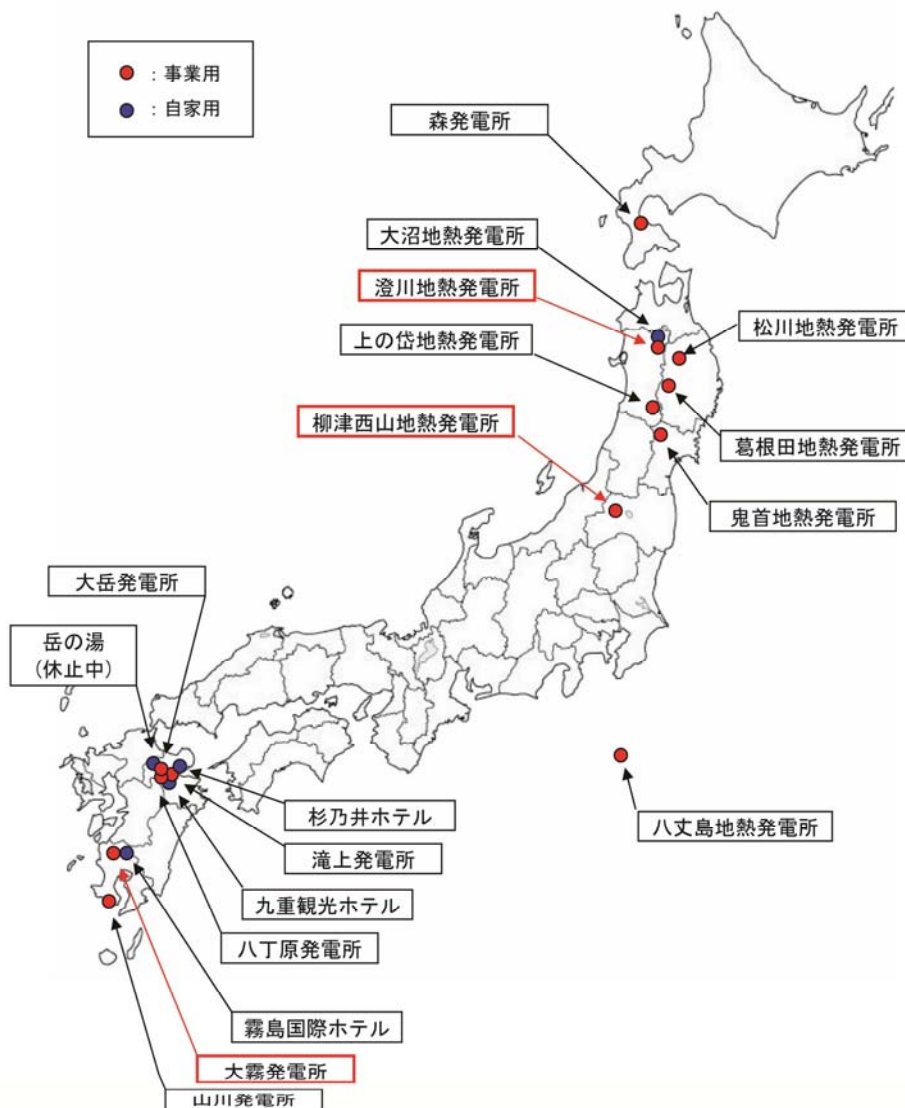 ：事業用
：自家用
森発電所
大沼地熱発電所
澄川地熱発電所
松川地熱発電所
上の岱地熱発電所
柳津西山地熱発電所
葛根田地熱発電所
鬼首地熱発電所
大岳発電所
岳の湯
(休止中)
杉乃井ホテル
八丈島地熱発電所
滝上発電所
九重観光ホテル
八丁原発電所
霧島国際ホテル
大霧発電所
山川発電所